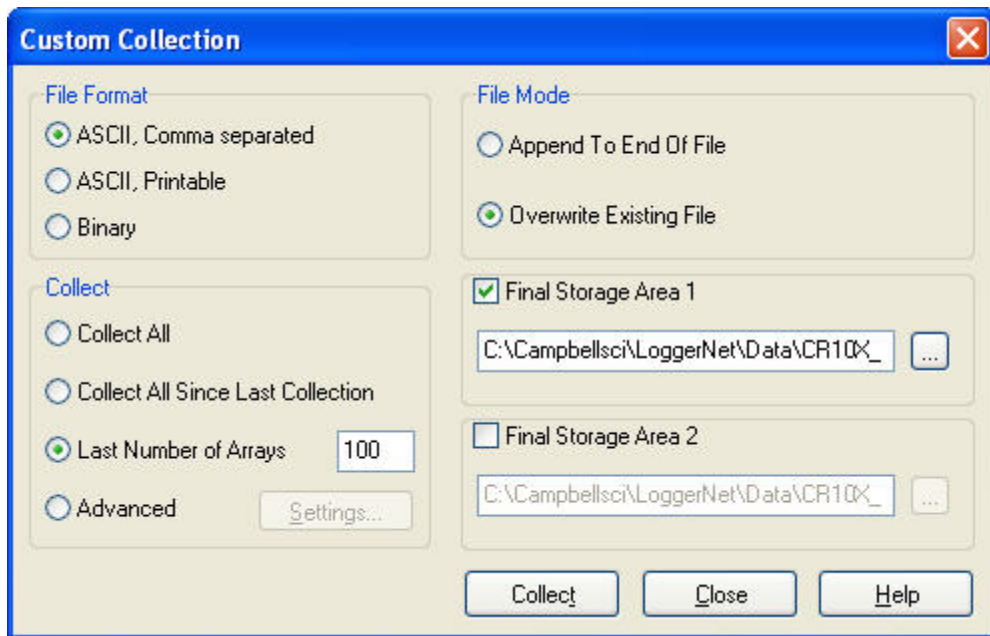 Custom Collection
File Format
ASCII, Comma separated
ASCII, Printable
Binary
File Mode
Append To End Of File
Overwrite Existing File
Collect
Collect All
Collect All Since Last Collection
Last Number of Arrays 100
Advanced Settings...
Final Storage Area 1
C:\Campbellsci\LoggerNet\Data\CR10X_ ...
Final Storage Area 2
C:\Campbellsci\LoggerNet\Data\CR10X_ ...
Collect Close Help